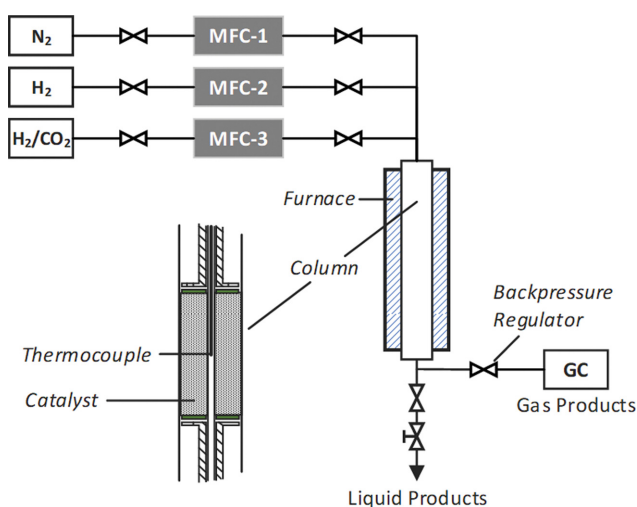 N₂ MFC-1
H₂ MFC-2
H₂/CO₂ MFC-3
Furnace
Column
Backpressure
Regulator
Thermocouple
Catalyst
GC
Gas Products
Liquid Products